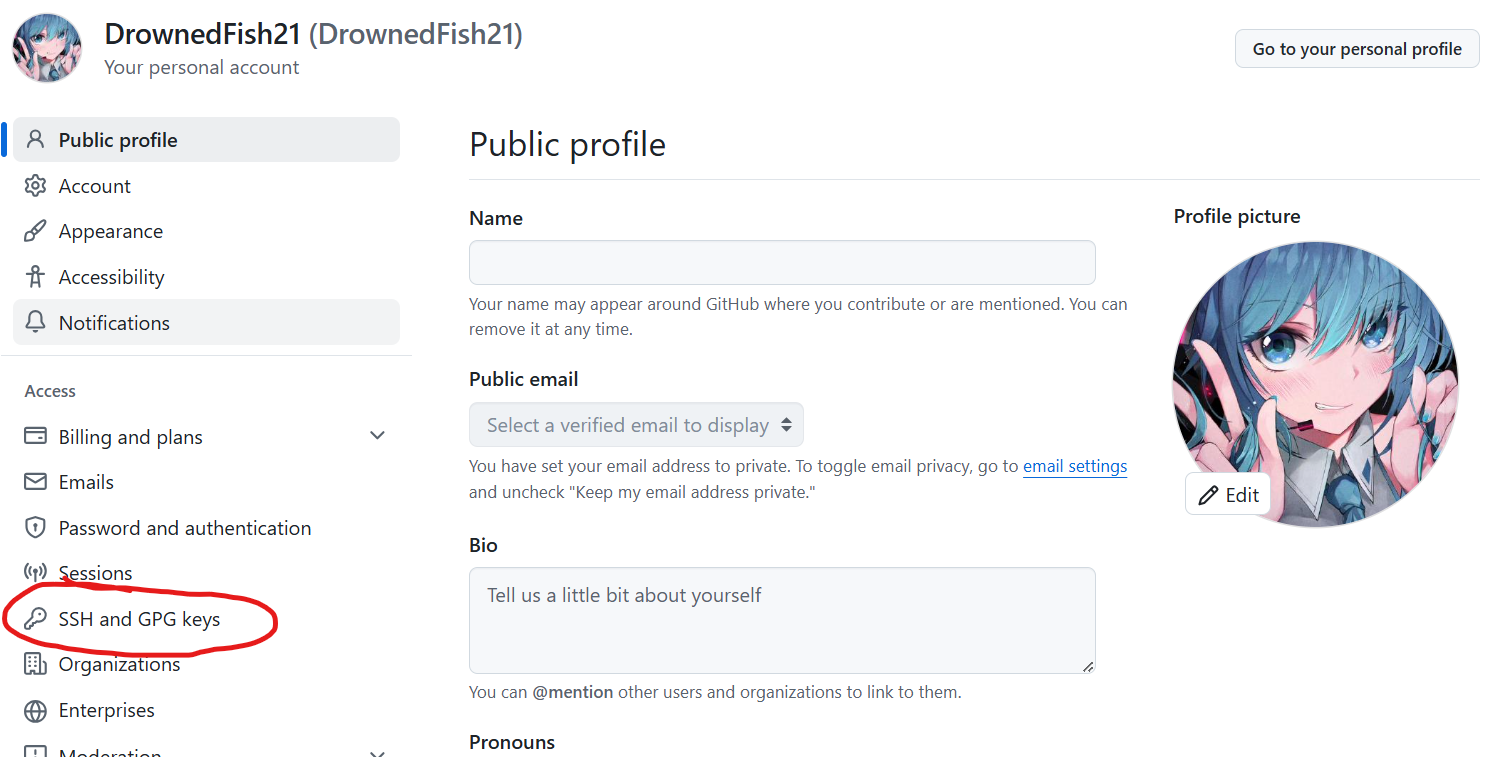 DrownedFish21 (DrownedFish21)
Your personal account
Go to your personal profile
Public profile
Account
Appearance
Accessibility
Notifications
Access
Billing and plans
Emails
Password and authentication
Sessions
SSH and GPG keys
Organizations
Enterprises
Moderation
Public profile
Name
Your name may appear around GitHub where you contribute or are mentioned. You can
remove it at any time.
Public email
Select a verified email to display
You have set your email address to private. To toggle email privacy, go to email settings
and uncheck "Keep my email address private."
Bio
Tell us a little bit about yourself
You can @mention other users and organizations to link to them.
Pronouns
Profile picture
Edit